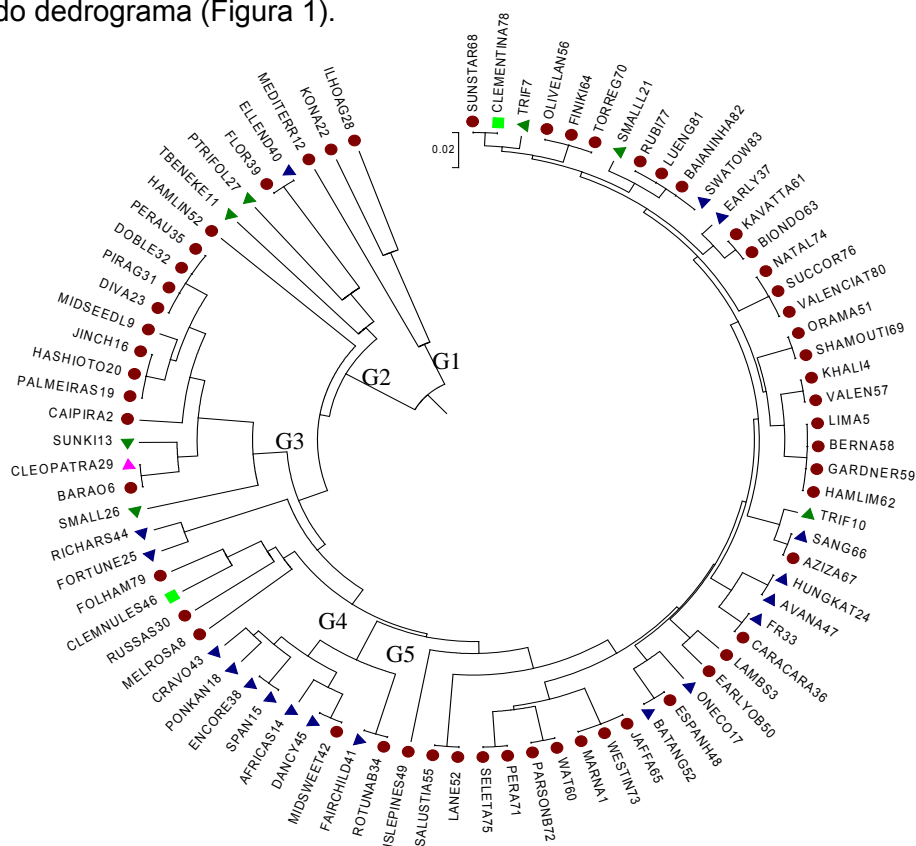 do dedrograma (Figura 1).
SUNSTAR68
CLEMENTINA78
TRIF7
OLIVELAN56
FINIKI64
TORREG70
SMALLL21
RUBI77
LUENG81
BAIANINHA82
SWATOW83
EARLY37
KAVATTA61
BIONDO63
NATAL74
SUCCOR76
VALENCIAT80
ORAMA51
SHAMOUTI69
KHALI4
VALEN57
LIMA5
BERNA58
GARDNER59
HAMLIM62
TRIF10
SANG66
AZIZA67
HUNGKAT24
AVANA47
FR33
CARACARA36
LAMBS3
EARLYOB50
ONECO17
ESPANH48
BATANG52
JAFFA65
WESTIN73
MARNA1
WAT60
PARSONB72
PERA71
SELETA75
LANE52
SALUSTIA55
ISLEPINES49
ROTUNAB34
FAIRCHILD41
MIDSWEET42
DANCY45
AFRICAS14
SPAN15
ENCORE38
PONKAN18
CRAVO43
MELROSA8
RUSSAS30
CLEMNULES46
FOLHAM79
FORTUNE25
RICHARS44
SMALL26
BARAO6
CLEOPATRA29
SUNKI13
CAIPIRA2
PALMEIRAS19
HASHIOTO20
JINCH16
MIDSEEDL9
DIVA23
PIRAG31
DOBLE32
PERAU35
HAMLIN52
TBENEKE11
PTRIFOL27
FLOR39
ELLEND40
MEDITERR12
KONA22
ILHOAG28
0.02
G1
G2
G3
G4
G5